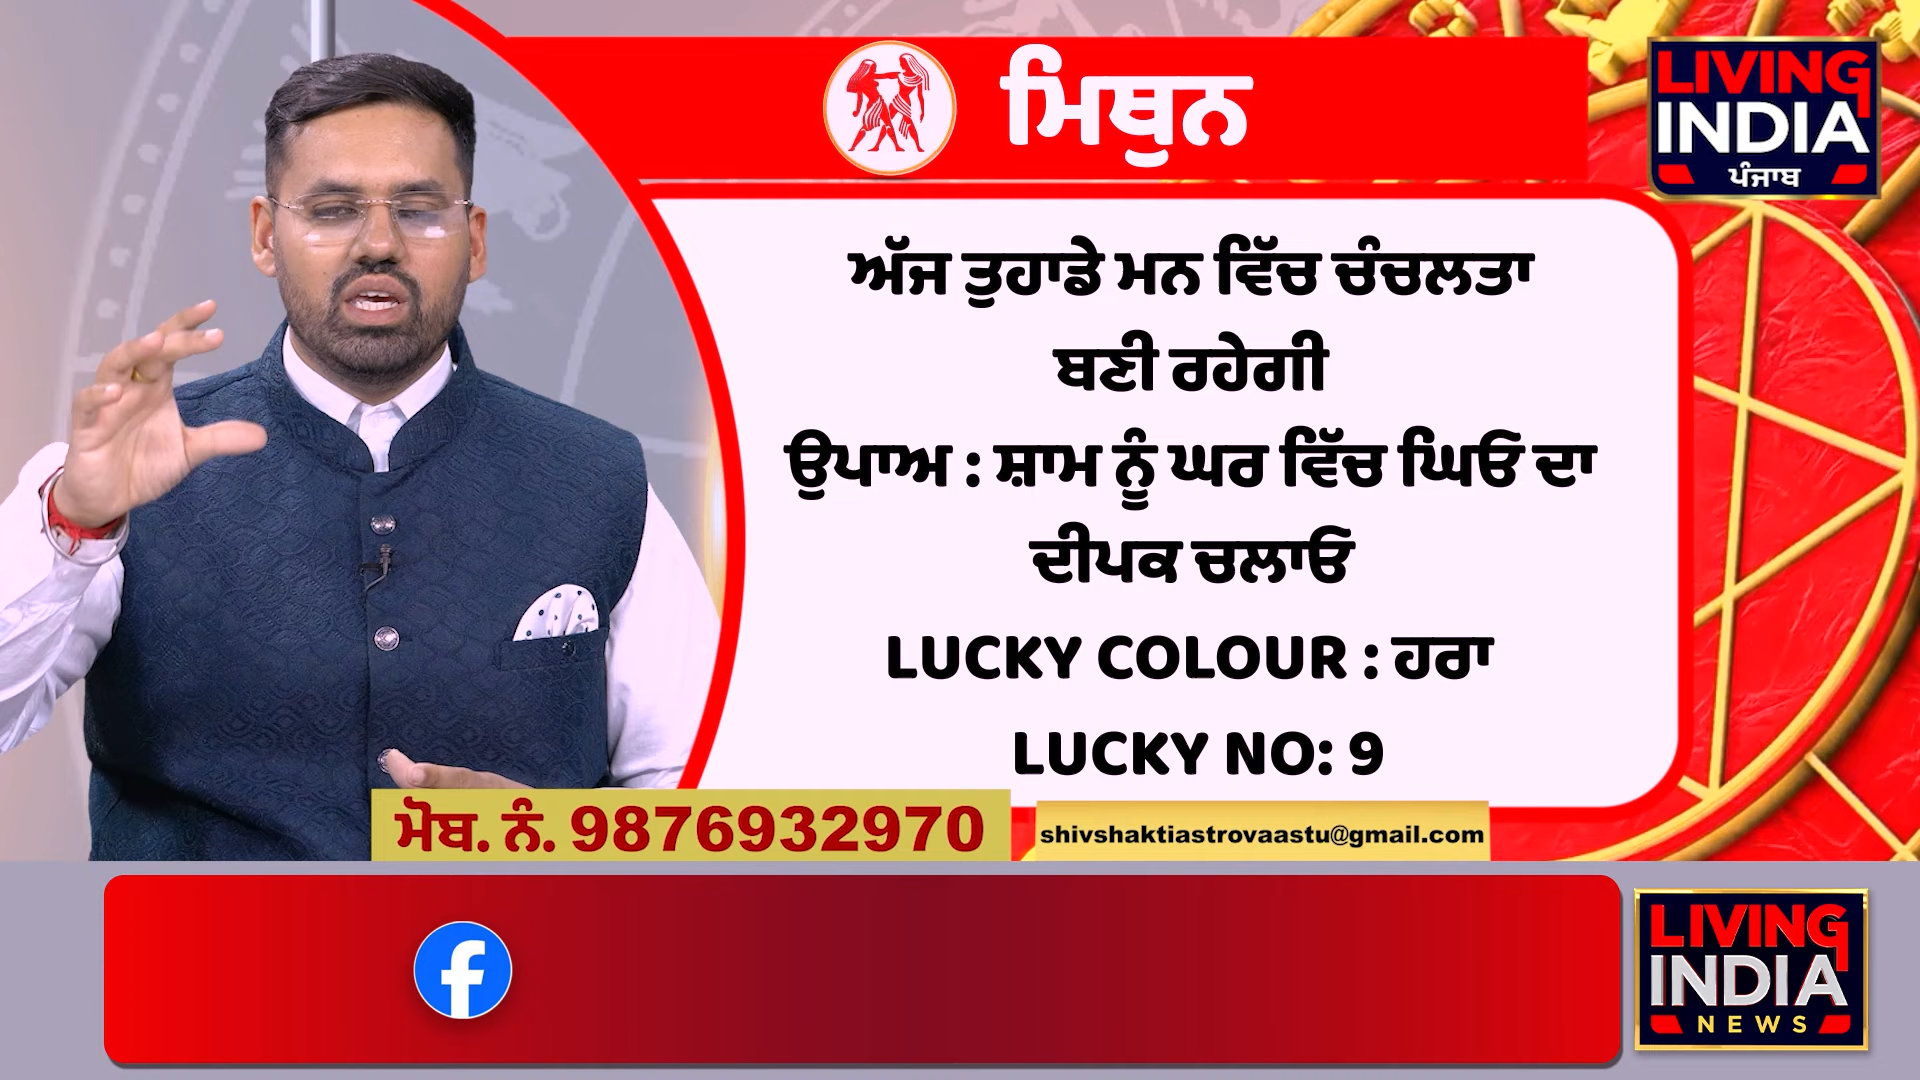 ਮਿਥੁਨ
LIVING
INDIA
ਪੰਜਾਬ
ਅੱਜ ਤੁਹਾਡੇ ਮਨ ਵਿੱਚ ਚੰਚਲਤਾ
ਬਣੀ ਰਹੇਗੀ
ਉਪਾਅ : ਸ਼ਾਮ ਨੂੰ ਘਰ ਵਿੱਚ ਘਿਓ ਦਾ
ਦੀਪਕ ਚਲਾਓ
LUCKY COLOUR : ਹਰਾ
LUCKY NO: 9
ਮੋਬ. ਨੰ. 9876932970
shivshaktiastrovaastu@gmail.com
LIVING
INDIA
NEWS